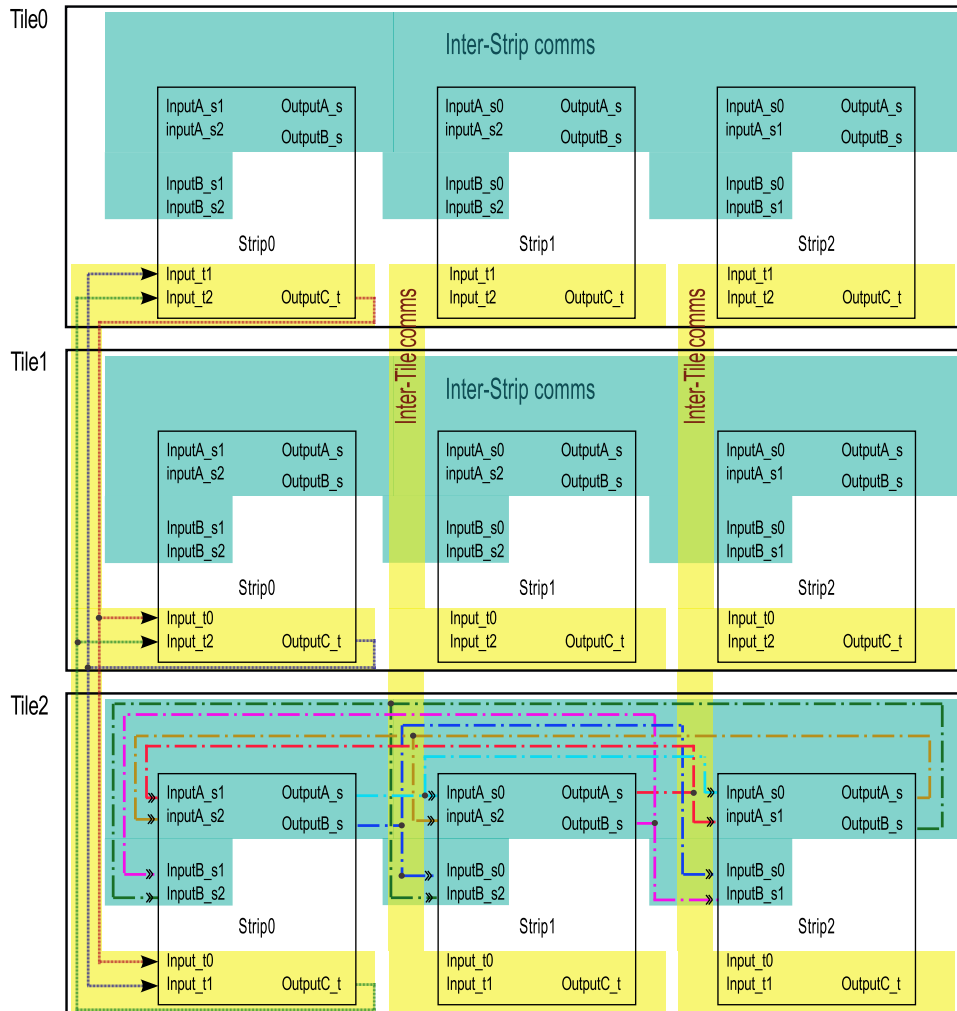 Tile0
Inter-Strip comms
InputA_s1 OutputA_s InputA_s0 OutputA_s InputA_s0 OutputA_s
inputA_s2 OutputB_s inputA_s2 OutputB_s inputA_s1 OutputB_s
InputB_s1 InputB_s0 InputB_s0
InputB_s2 InputB_s2 InputB_s1
Strip0 Strip1 Strip2
Input_t1 Input_t1 Input_t1
Input_t2 OutputC_t Input_t2 OutputC_t Input_t2 OutputC_t
Inter-Tile comms Inter-Tile comms
Tile1
Inter-Strip comms
InputA_s1 OutputA_s InputA_s0 OutputA_s InputA_s0 OutputA_s
inputA_s2 OutputB_s inputA_s2 OutputB_s inputA_s1 OutputB_s
InputB_s1 InputB_s0 InputB_s0
InputB_s2 InputB_s2 InputB_s1
Strip0 Strip1 Strip2
Input_t0 Input_t0 Input_t0
Input_t2 OutputC_t Input_t2 OutputC_t Input_t2 OutputC_t
Tile2
InputA_s1 OutputA_s InputA_s0 OutputA_s InputA_s0 OutputA_s
inputA_s2 OutputB_s inputA_s2 OutputB_s inputA_s1 OutputB_s
InputB_s1 InputB_s0 InputB_s0
InputB_s2 InputB_s2 InputB_s1
Strip0 Strip1 Strip2
Input_t0 Input_t0 Input_t0
Input_t1 OutputC_t Input_t1 OutputC_t Input_t1 OutputC_t